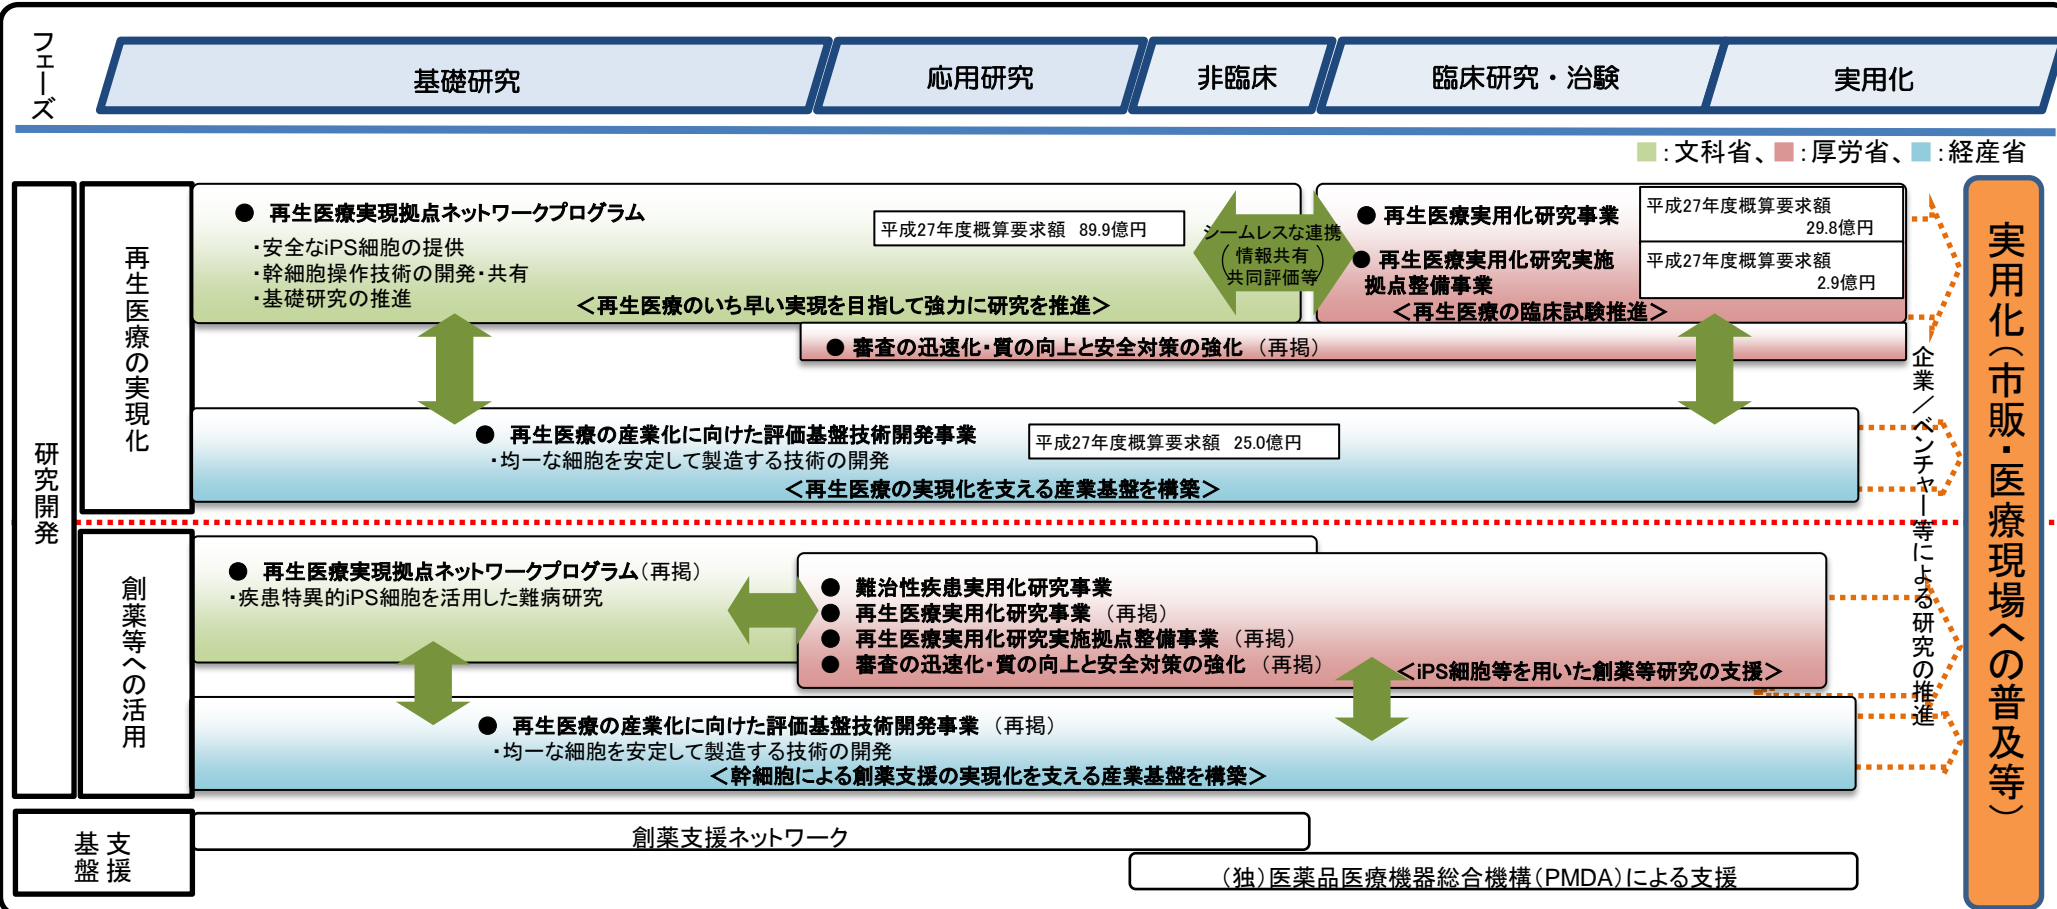 フェーズ
基礎研究
応用研究
非臨床
臨床研究・治験
実用化
:文科省、:厚労省、:経産省
研究開発
再生医療の実現化
● 再生医療実現拠点ネットワークプログラム
・安全なiPS細胞の提供
・幹細胞操作技術の開発・共有
・基礎研究の推進
平成27年度概算要求額 89.9億円
＜再生医療のいち早い実現を目指して強力に研究を推進＞
シームレスな連携
（情報共有
共同評価等）
● 再生医療実用化研究事業
平成27年度概算要求額
29.8億円
● 再生医療実用化研究実施
拠点整備事業
平成27年度概算要求額
2.9億円
＜再生医療の臨床試験推進＞
● 審査の迅速化・質の向上と安全対策の強化 （再掲）
● 再生医療の産業化に向けた評価基盤技術開発事業
・均一な細胞を安定して製造する技術の開発
平成27年度概算要求額 25.0億円
＜再生医療の実現化を支える産業基盤を構築＞
創薬等への活用
● 再生医療実現拠点ネットワークプログラム（再掲）
・疾患特異的iPS細胞を活用した難病研究
● 難治性疾患実用化研究事業
● 再生医療実用化研究事業 （再掲）
● 再生医療実用化研究実施拠点整備事業 （再掲）
● 審査の迅速化・質の向上と安全対策の強化 （再掲）
＜iPS細胞等を用いた創薬等研究の支援＞
● 再生医療の産業化に向けた評価基盤技術開発事業 （再掲）
・均一な細胞を安定して製造する技術の開発
＜幹細胞による創薬支援の実現化を支える産業基盤を構築＞
企業／ベンチャー等による研究の推進
実用化（市販・医療現場への普及等）
支援
基盤
創薬支援ネットワーク
（独）医薬品医療機器総合機構（PMDA）による支援